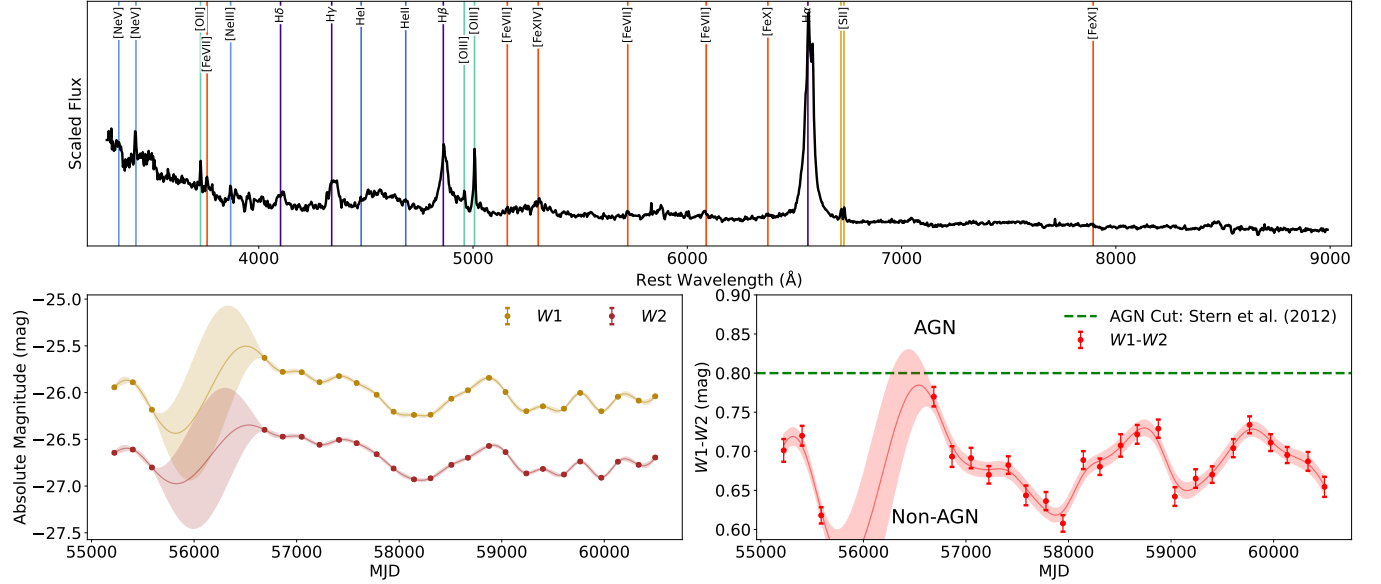 [NeV]
[NeV]
[OII]
[FeVII]
[NeIII]
Hδ
Hγ
HeI
HeII
Hβ
[OIII]
[OIII]
[FeVII]
[FeXIV]
[FeVII]
[FeVII]
[FeX]
Hα
[SII]
[FeXI]
Scaled Flux
4000 5000 6000 7000 8000 9000
Rest Wavelength (Å)
Absolute Magnitude (mag)
−25.0
−25.5
−26.0
−26.5
−27.0
−27.5
W1 W2
55000 56000 57000 58000 59000 60000
MJD
W1-W2 (mag)
0.90
0.85
0.80
0.75
0.70
0.65
0.60
AGN
AGN Cut: Stern et al. (2012)
W1-W2
Non-AGN
55000 56000 57000 58000 59000 60000
MJD